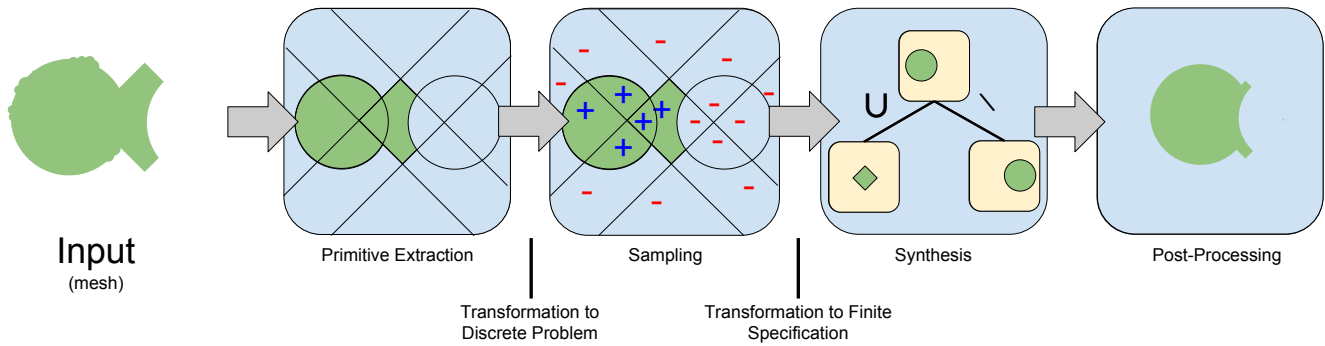 Input
(mesh)
Primitive Extraction
Sampling
Synthesis
Post-Processing
Transformation to
Discrete Problem
Transformation to Finite
Specification
+ + + + +
- - - - - - - - - - - - -
∪ \